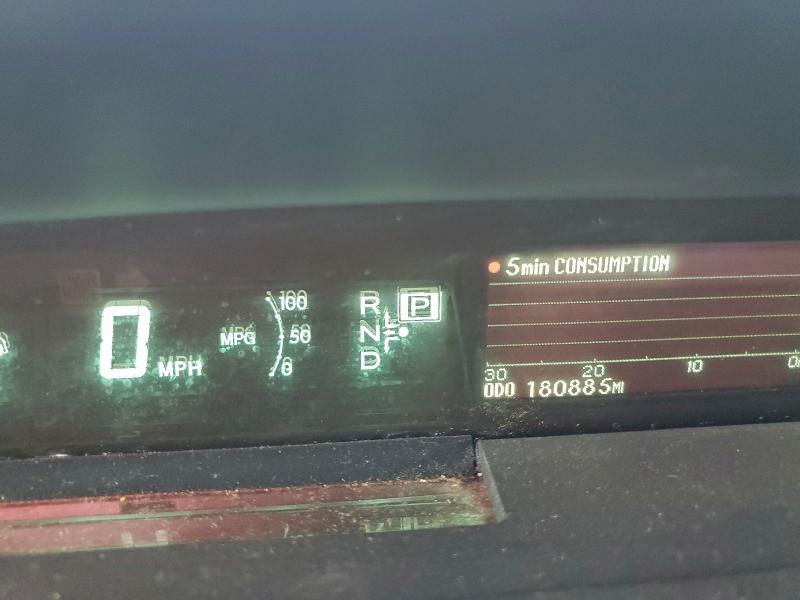 5min CONSUMPTION
0 MPH
MPG
100
50
0
R P
N
D
30 20 10
ODO 180885MI